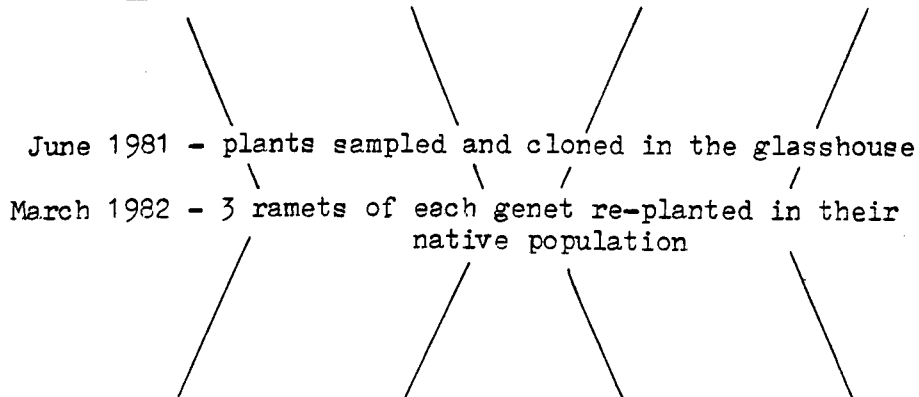 June 1981 - plants sampled and cloned in the glasshouse
March 1982 - 3 ramets of each genet re-planted in their
native population